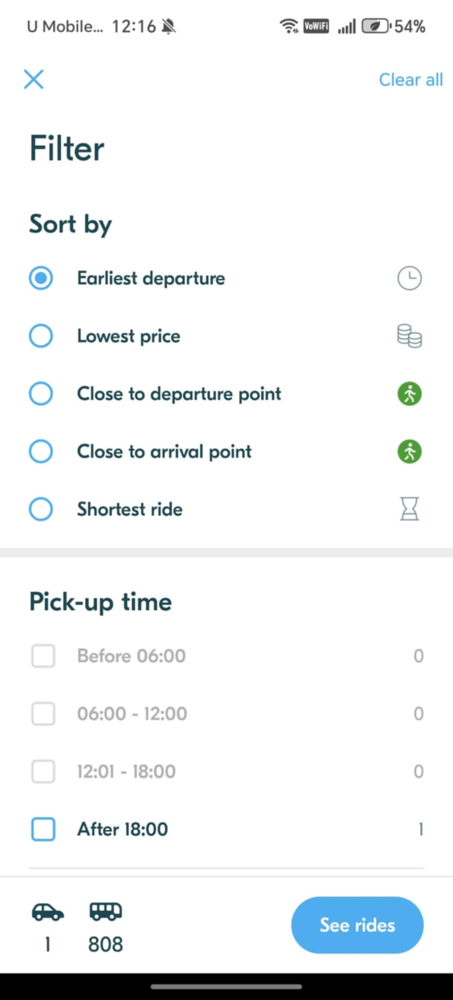 U Mobile... 12:16 VoWiFi 54%
Clear all
Filter
Sort by
Earliest departure
Lowest price
Close to departure point
Close to arrival point
Shortest ride
Pick-up time
Before 06:00 0
06:00 - 12:00 0
12:01 - 18:00 0
After 18:00 1
1 808
See rides